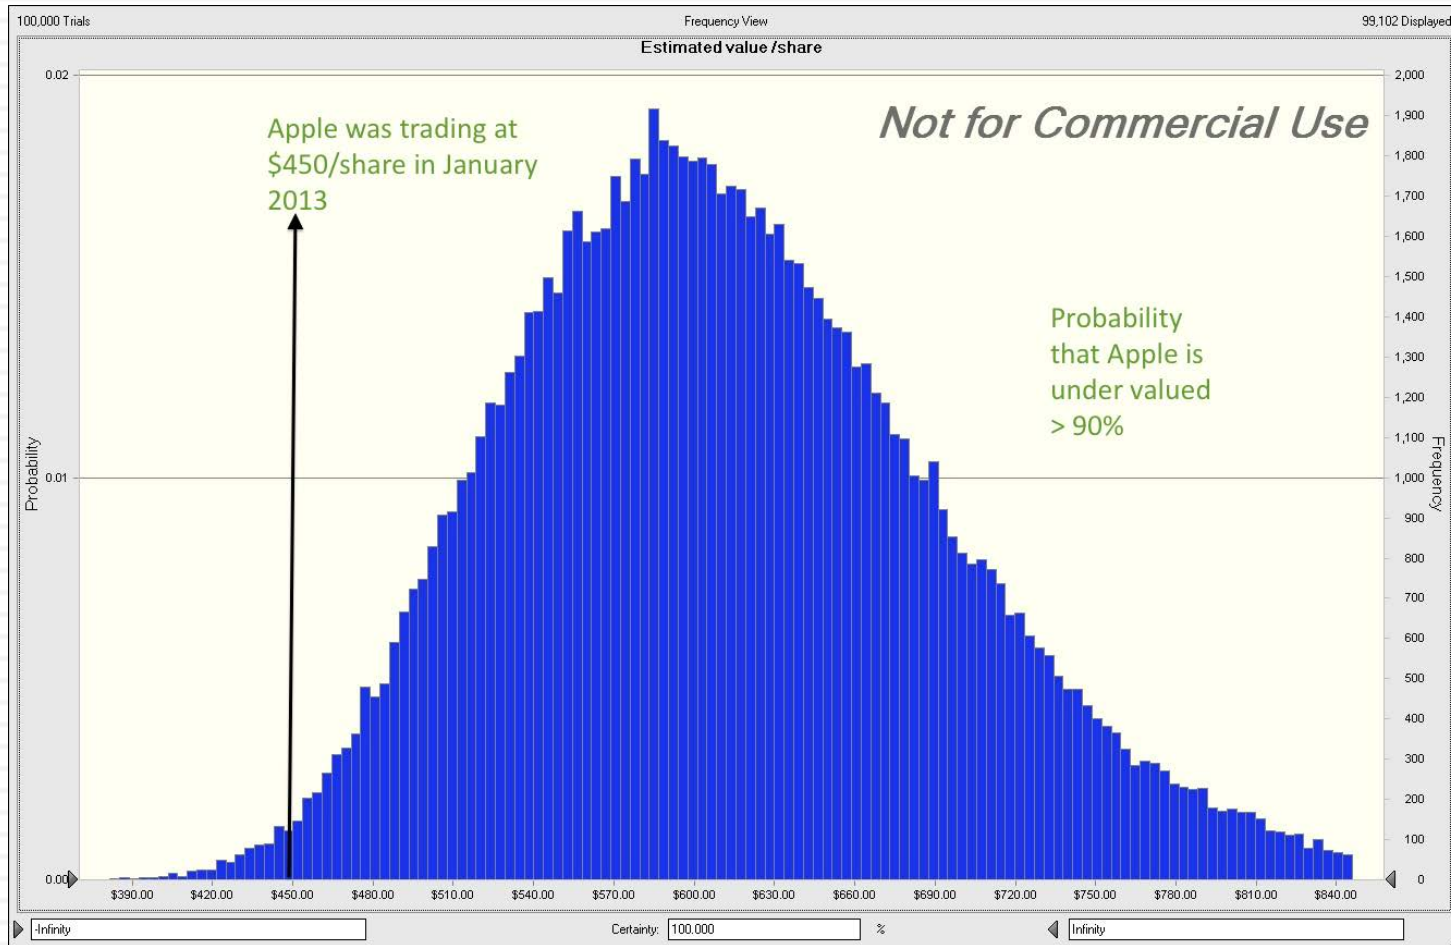 100,000 Trials
Frequency View
99,102 Displayed
Estimated value /share
Not for Commercial Use
Apple was trading at
$450/share in January
2013
Probability
that Apple is
under valued
> 90%
Probability
0.02
0.01
0.00
Frequency
2,000
1,900
1,800
1,700
1,600
1,500
1,400
1,300
1,200
1,100
1,000
900
800
700
600
500
400
300
200
100
0
$390.00 $420.00 $450.00 $480.00 $510.00 $540.00 $570.00 $600.00 $630.00 $660.00 $690.00 $720.00 $750.00 $780.00 $810.00 $840.00
-Infinity
Certainty: 100.000 %
Infinity